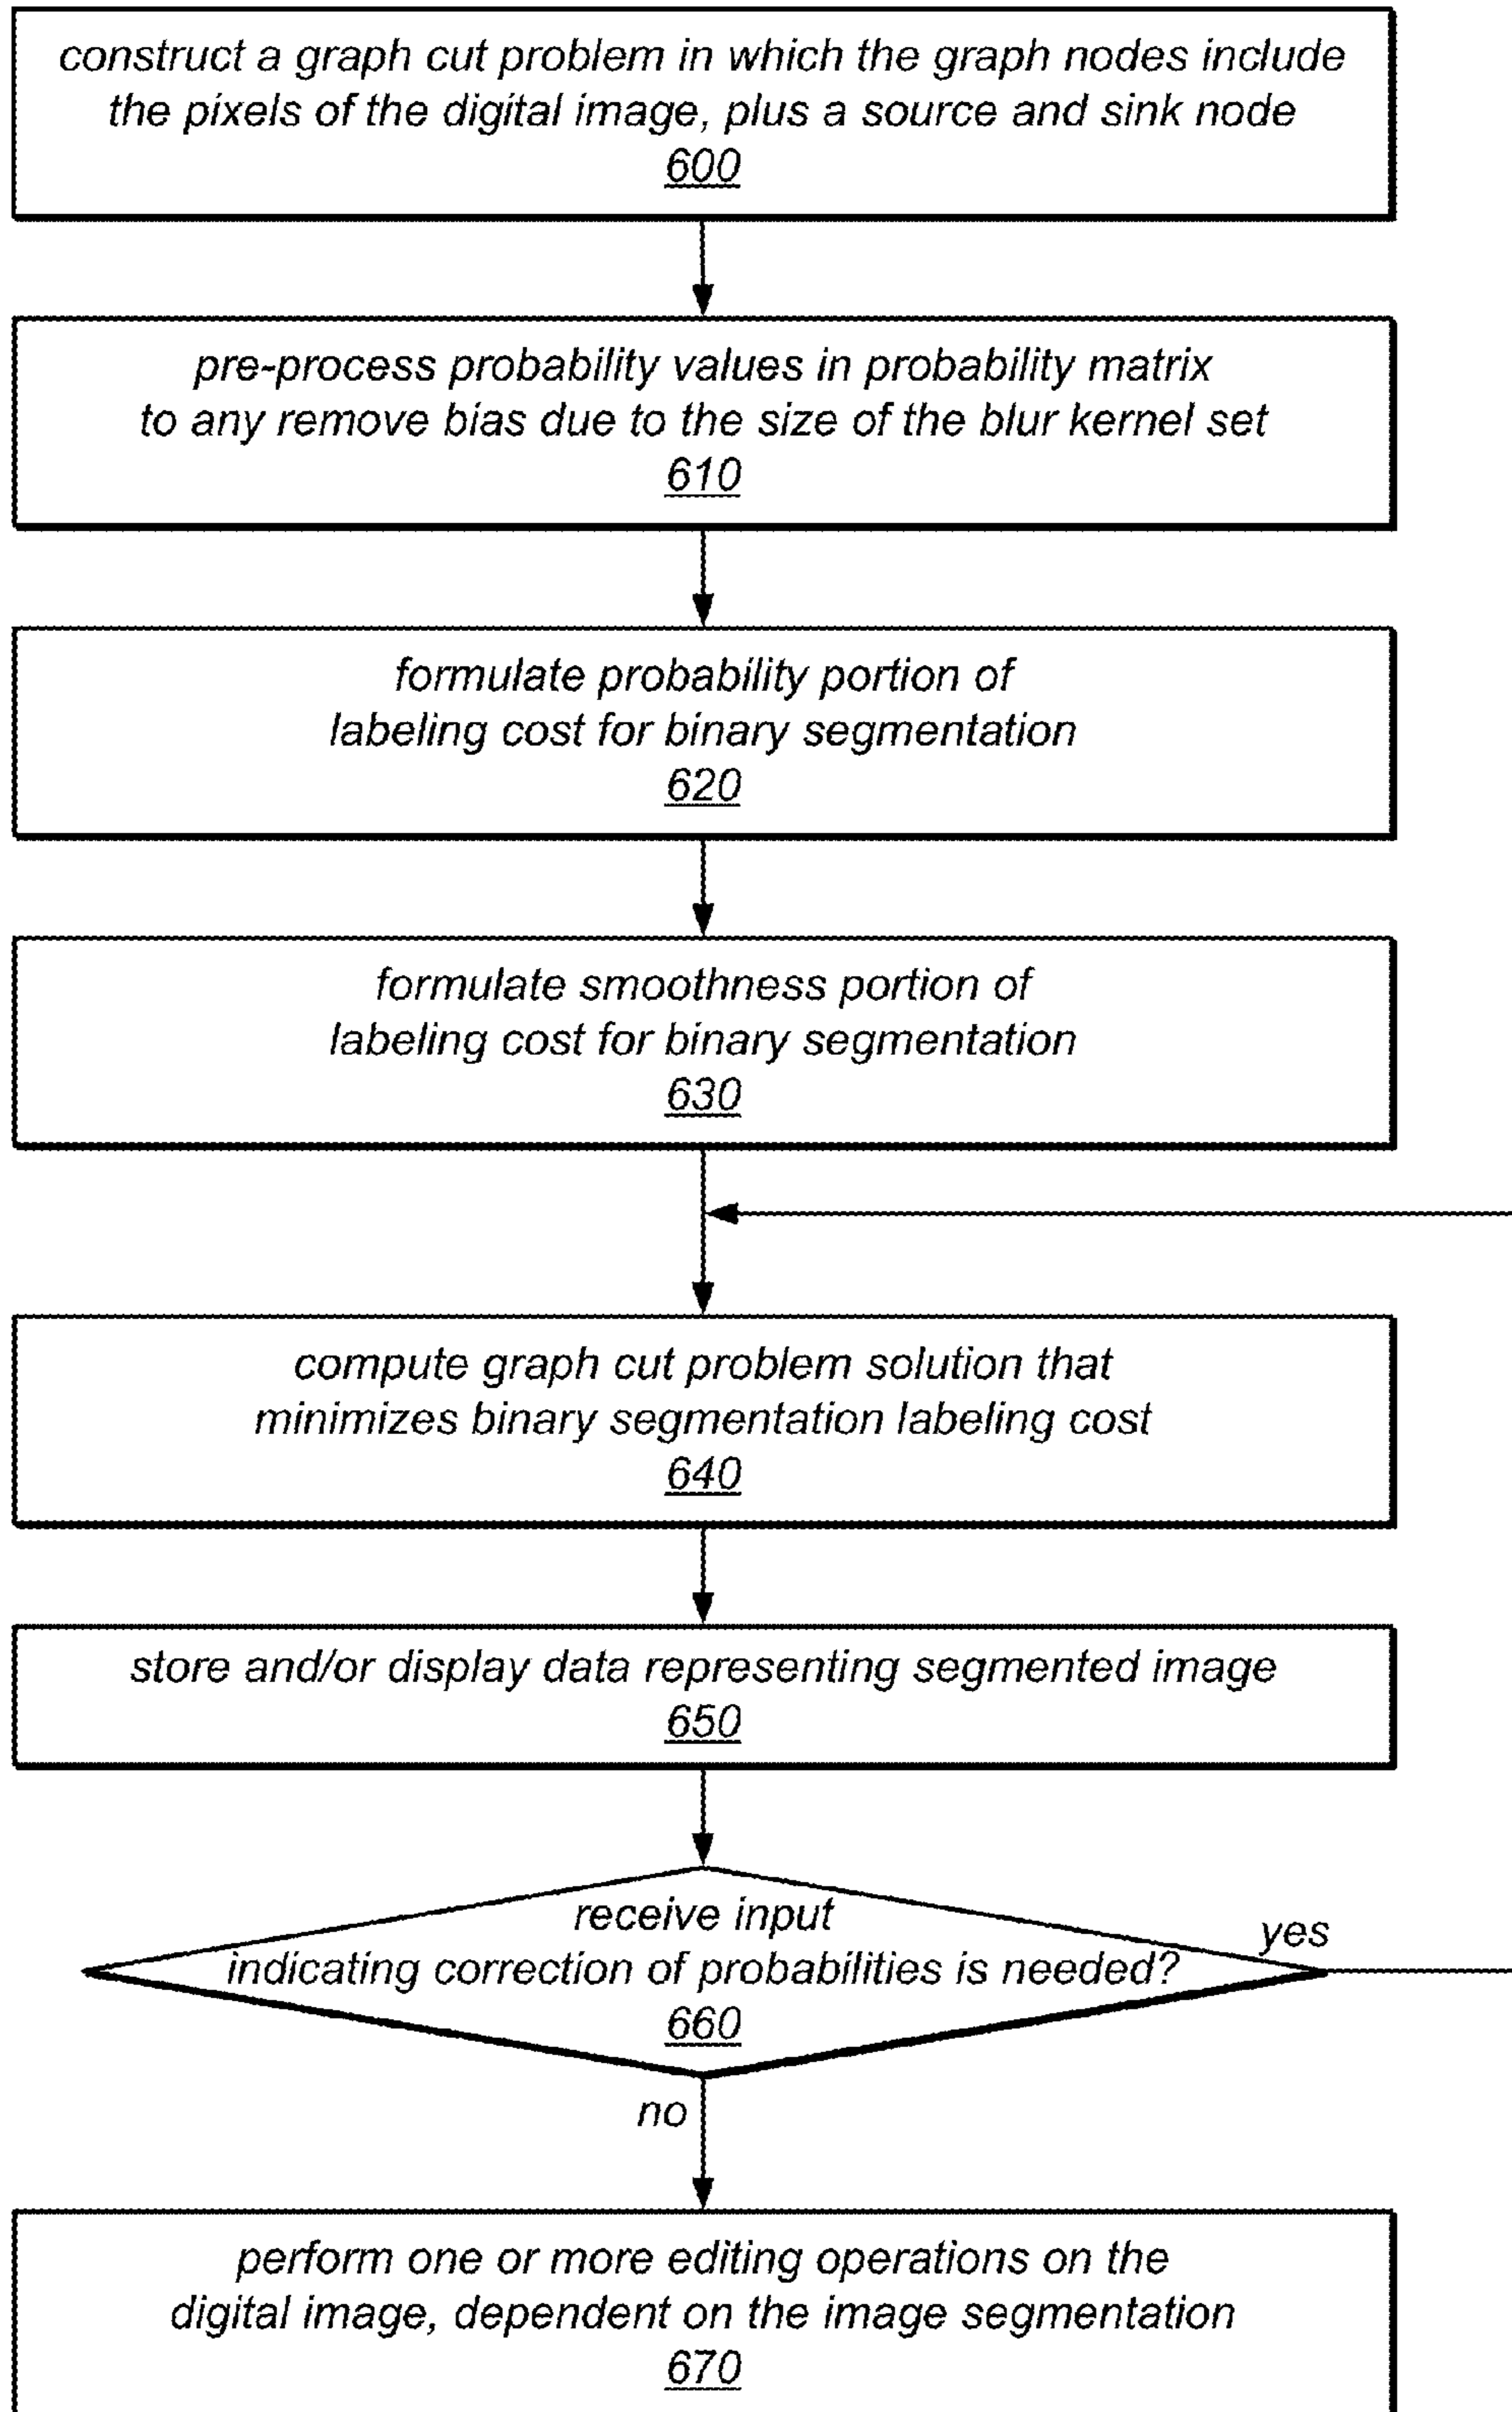 construct a graph cut problem in which the graph nodes include
the pixels of the digital image, plus a source and sink node
600
pre-process probability values in probability matrix
to any remove bias due to the size of the blur kernel set
610
formulate probability portion of
labeling cost for binary segmentation
620
formulate smoothness portion of
labeling cost for binary segmentation
630
compute graph cut problem solution that
minimizes binary segmentation labeling cost
640
store and/or display data representing segmented image
650
receive input
yes
indicating correction of probabilities is needed?
660
no
perform one or more editing operations on the
digital image, dependent on the image segmentation
670